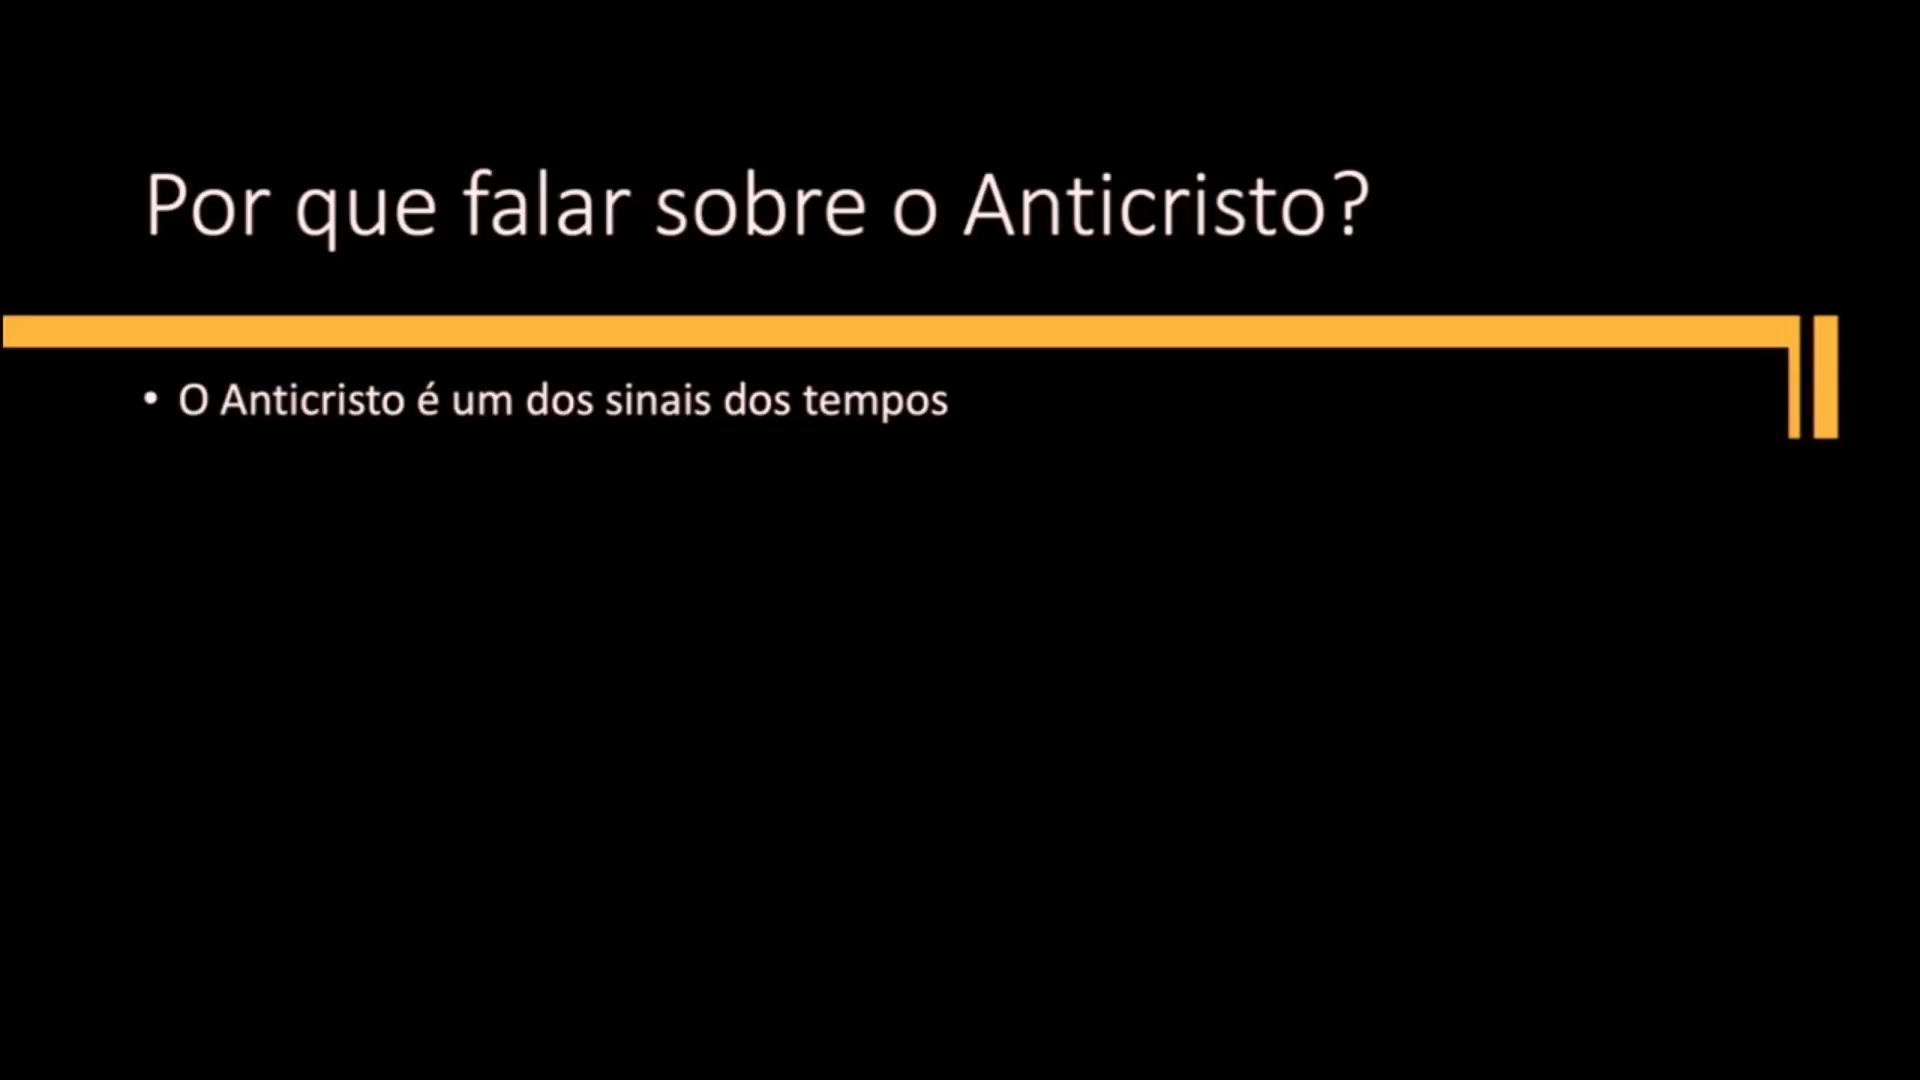 Por que falar sobre o Anticristo?
• O Anticristo é um dos sinais dos tempos